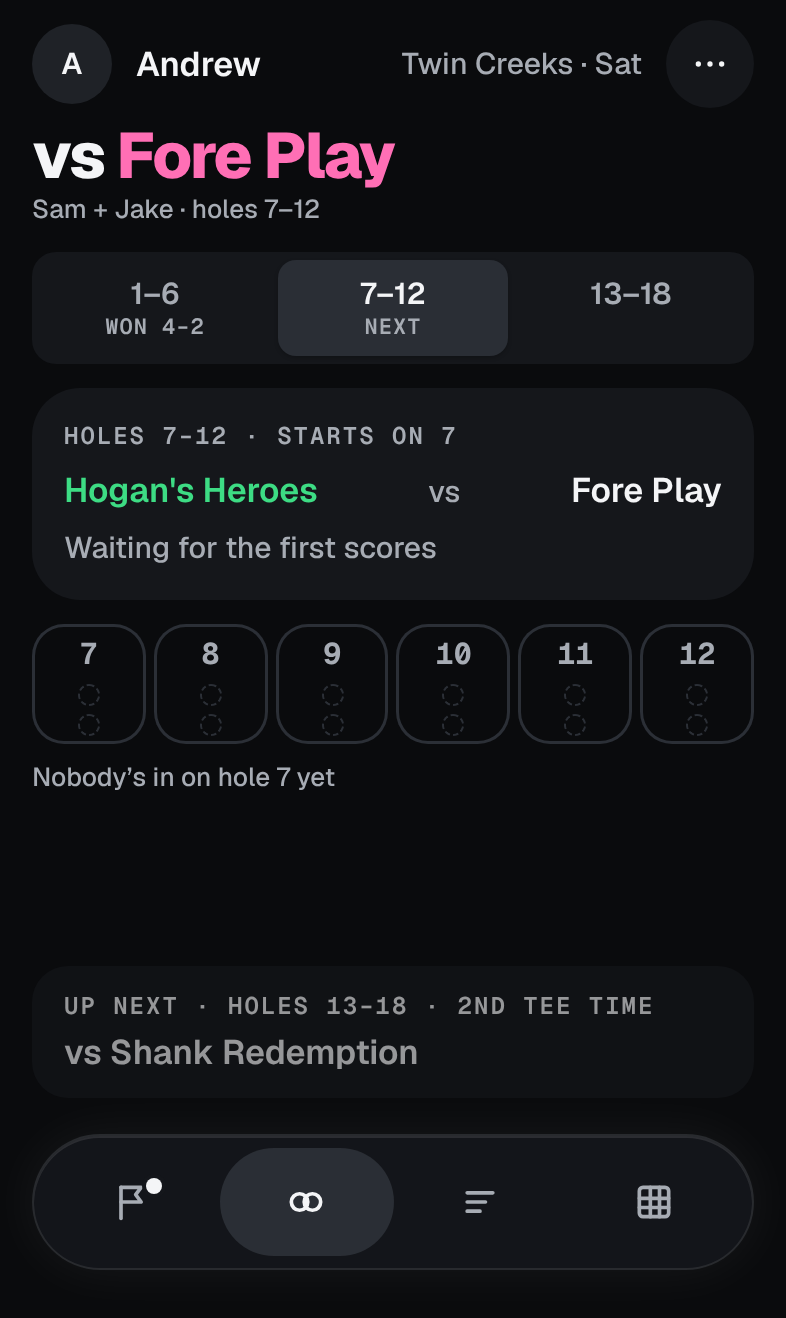 A Andrew Twin Creeks · Sat
vs Fore Play
Sam + Jake · holes 7–12
1–6 7–12 13–18
WON 4–2 NEXT
HOLES 7–12 · STARTS ON 7
Hogan's Heroes vs Fore Play
Waiting for the first scores
7 8 9 10 11 12
Nobody’s in on hole 7 yet
UP NEXT · HOLES 13–18 · 2ND TEE TIME
vs Shank Redemption